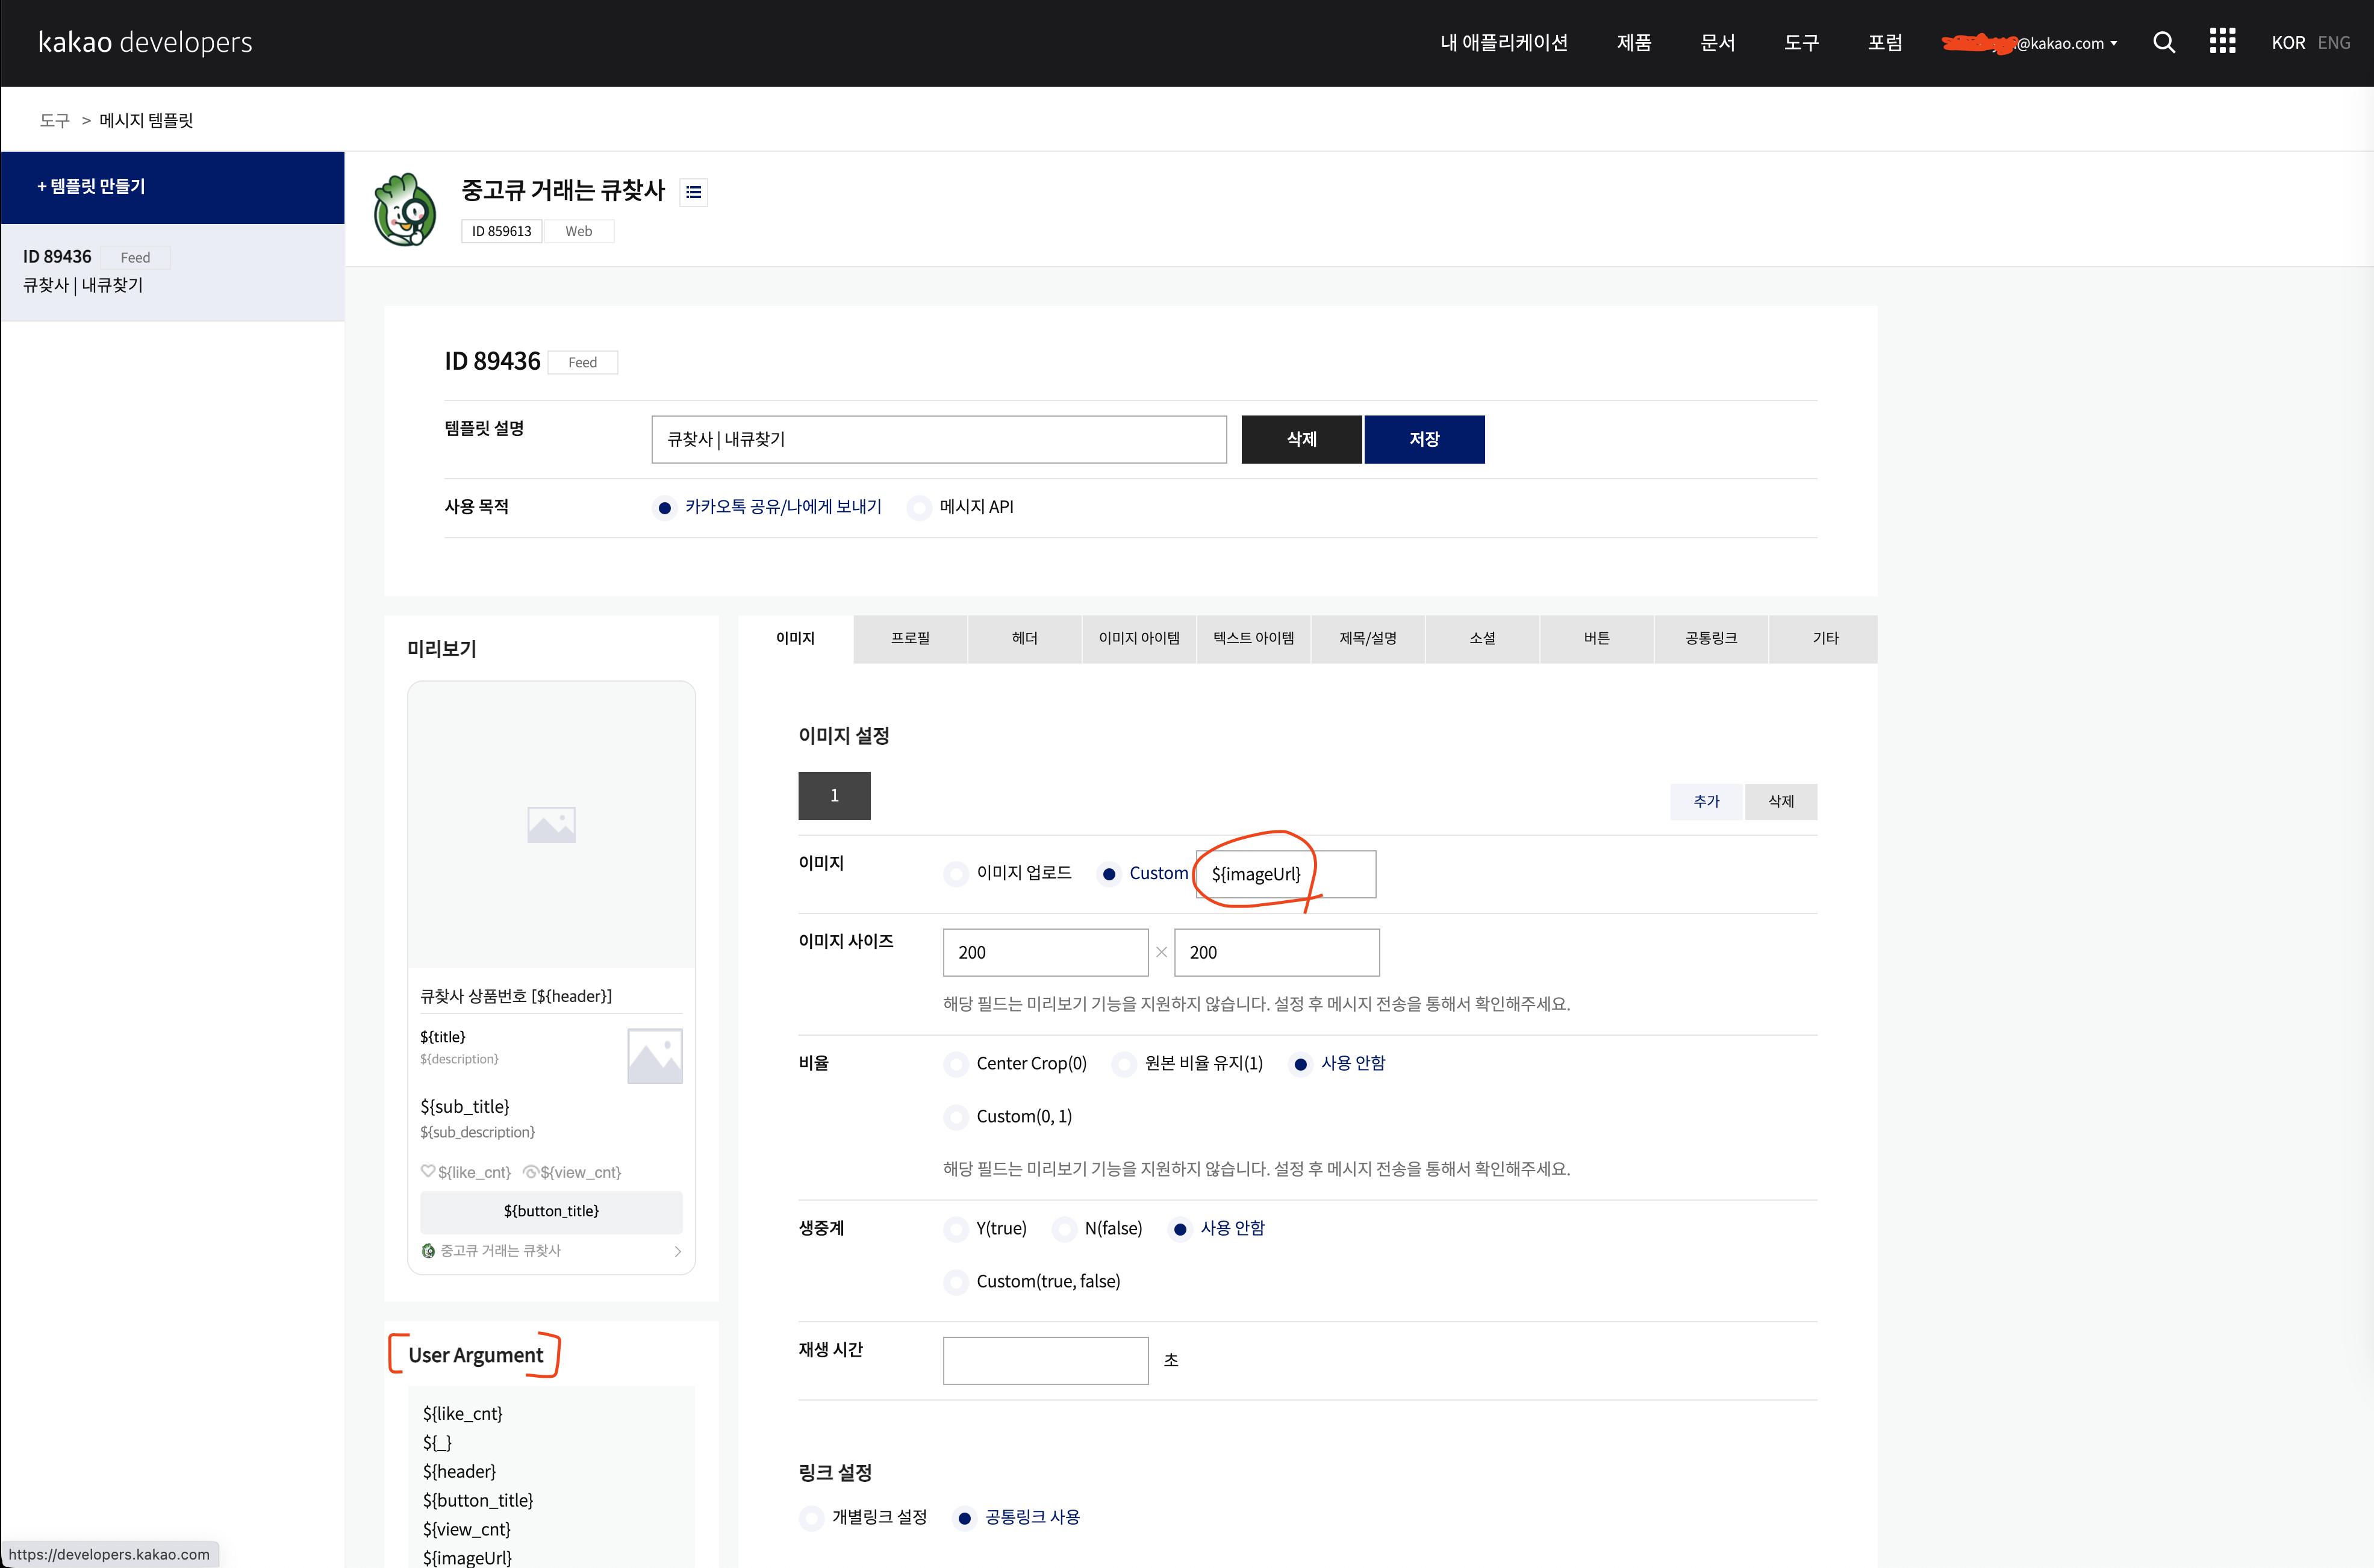 kakao developers
내 애플리케이션 제품 문서 도구 포럼 @kakao.com KOR ENG
도구 > 메시지 템플릿
+ 템플릿 만들기
ID 89436 Feed
큐찾사 | 내큐찾기
중고큐 거래는 큐찾사
ID 859613 Web
ID 89436 Feed
템플릿 설명 큐찾사 | 내큐찾기 삭제 저장
사용 목적 카카오톡 공유/나에게 보내기 메시지 API
미리보기
큐찾사 상품번호 [${header}]
${title}
${description}
${sub_title}
${sub_description}
${like_cnt} ${view_cnt}
${button_title}
중고큐 거래는 큐찾사
User Argument
${like_cnt}
${_}
${header}
${button_title}
${view_cnt}
${imageUrl}
이미지 프로필 헤더 이미지 아이템 텍스트 아이템 제목/설명 소셜 버튼 공통링크 기타
이미지 설정
1 추가 삭제
이미지 이미지 업로드 Custom ${imageUrl}
이미지 사이즈 200 × 200
해당 필드는 미리보기 기능을 지원하지 않습니다. 설정 후 메시지 전송을 통해서 확인해주세요.
비율 Center Crop(0) 원본 비율 유지(1) 사용 안함
Custom(0, 1)
해당 필드는 미리보기 기능을 지원하지 않습니다. 설정 후 메시지 전송을 통해서 확인해주세요.
생중계 Y(true) N(false) 사용 안함
Custom(true, false)
재생 시간 초
링크 설정
개별링크 설정 공통링크 사용
https://developers.kakao.com